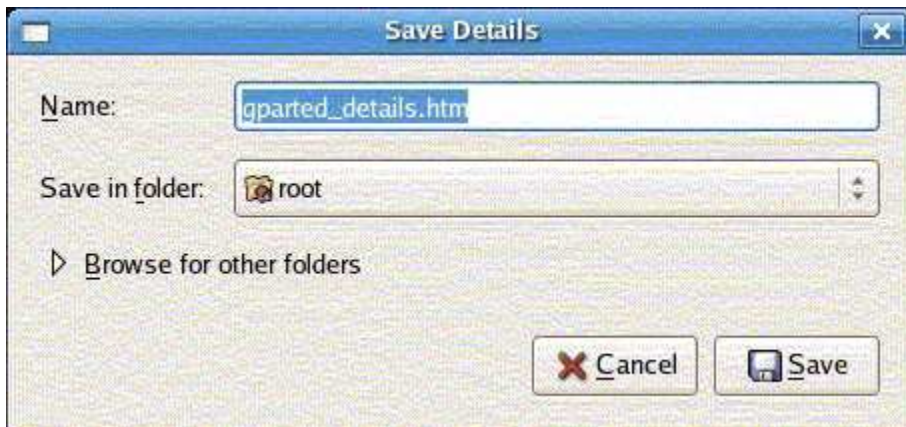 Save Details
Name: gparted_details.htm
Save in folder: root
Browse for other folders
Cancel Save